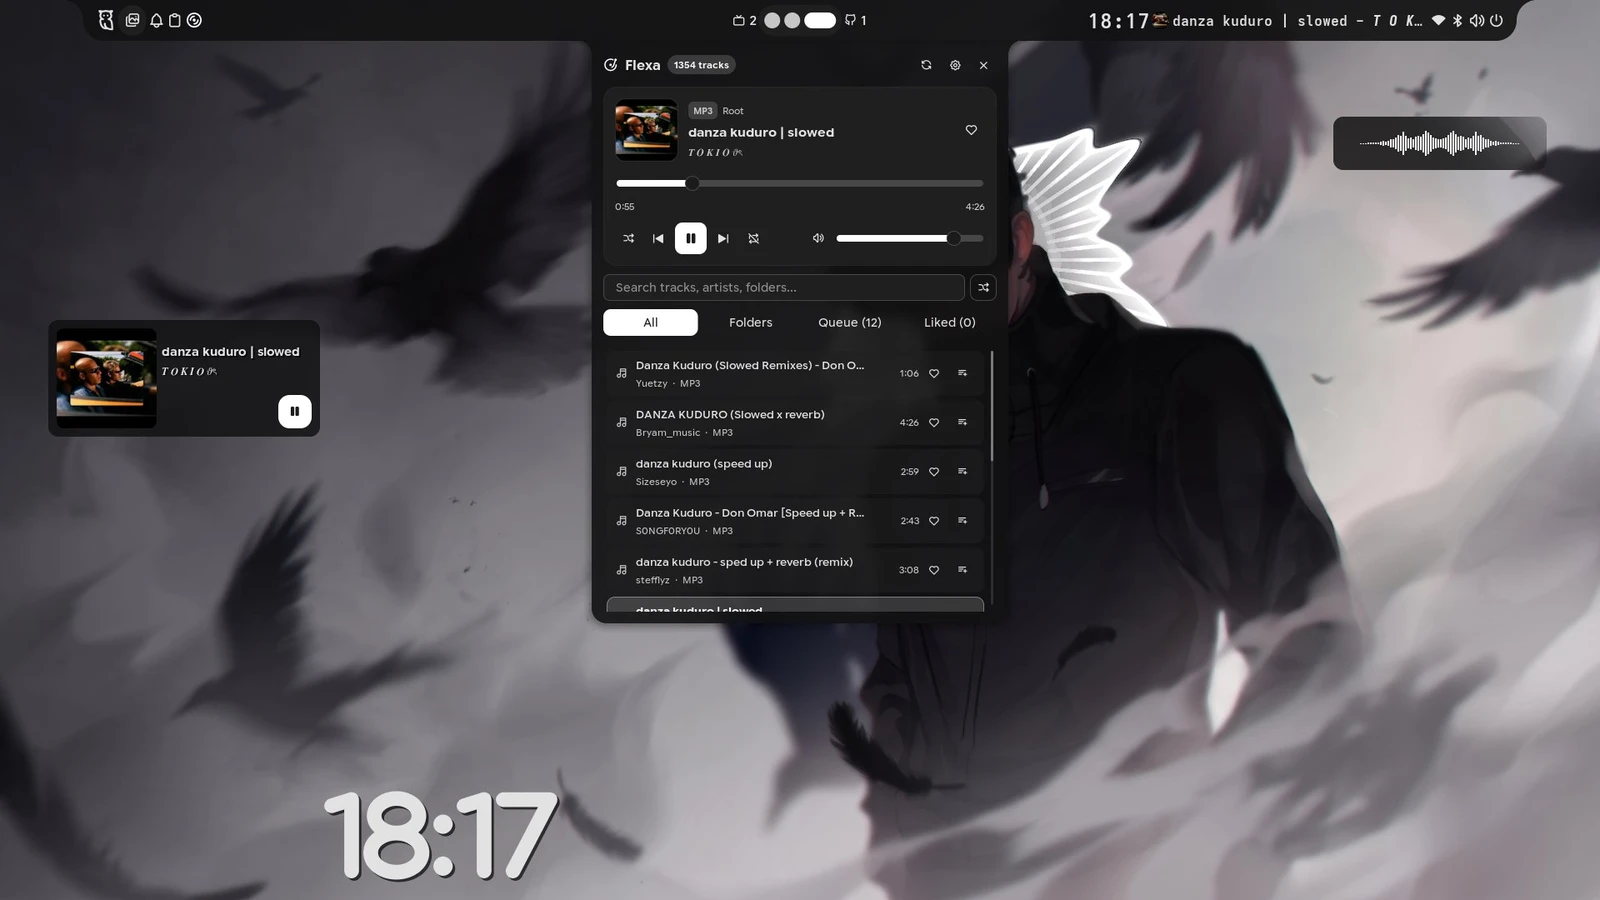 2
1
18:17
danza kuduro | slowed - T O K...
Flexa
1354 tracks
MP3 Root
danza kuduro | slowed
T O K I O
0:55
4:26
Search tracks, artists, folders...
All
Folders
Queue (12)
Liked (0)
Danza Kuduro (Slowed Remixes) - Don O...
Yuetzy · MP3
1:06
DANZA KUDURO (Slowed x reverb)
Bryam_music · MP3
4:26
danza kuduro (speed up)
Sizeseyo · MP3
2:59
Danza Kuduro - Don Omar [Speed up + R...
S0NGF0RY0U · MP3
2:43
danza kuduro - sped up + reverb (remix)
stefflyz · MP3
3:08
danza kuduro | slowed
danza kuduro | slowed
T O K I O
18:17